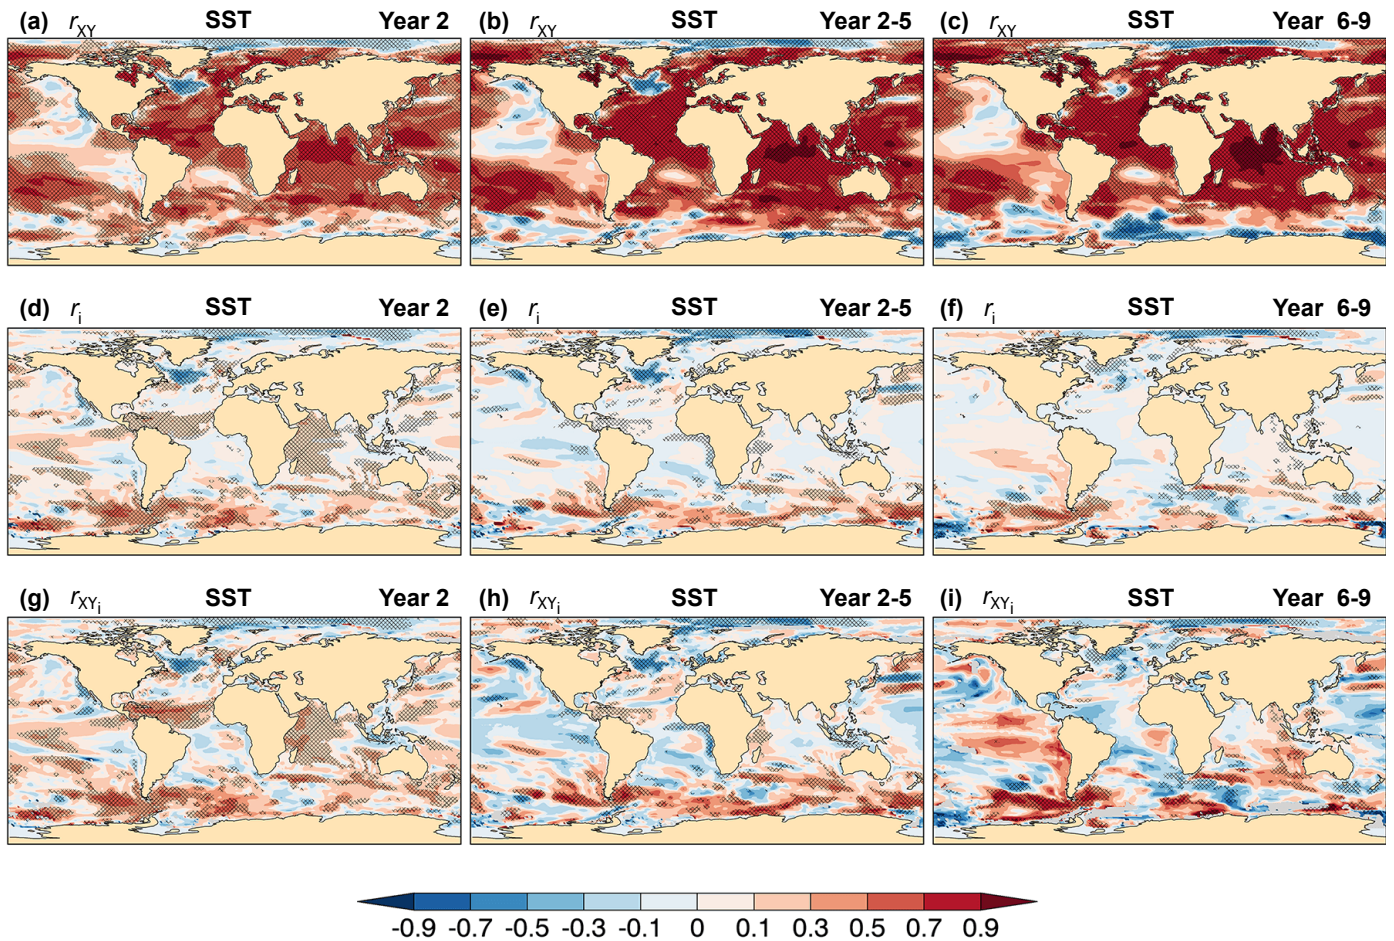 (a) rXY SST Year 2
(b) rXY SST Year 2-5
(c) rXY SST Year 6-9
(d) ri SST Year 2
(e) ri SST Year 2-5
(f) ri SST Year 6-9
(g) rXYi SST Year 2
(h) rXYi SST Year 2-5
(i) rXYi SST Year 6-9
-0.9 -0.7 -0.5 -0.3 -0.1 0 0.1 0.3 0.5 0.7 0.9